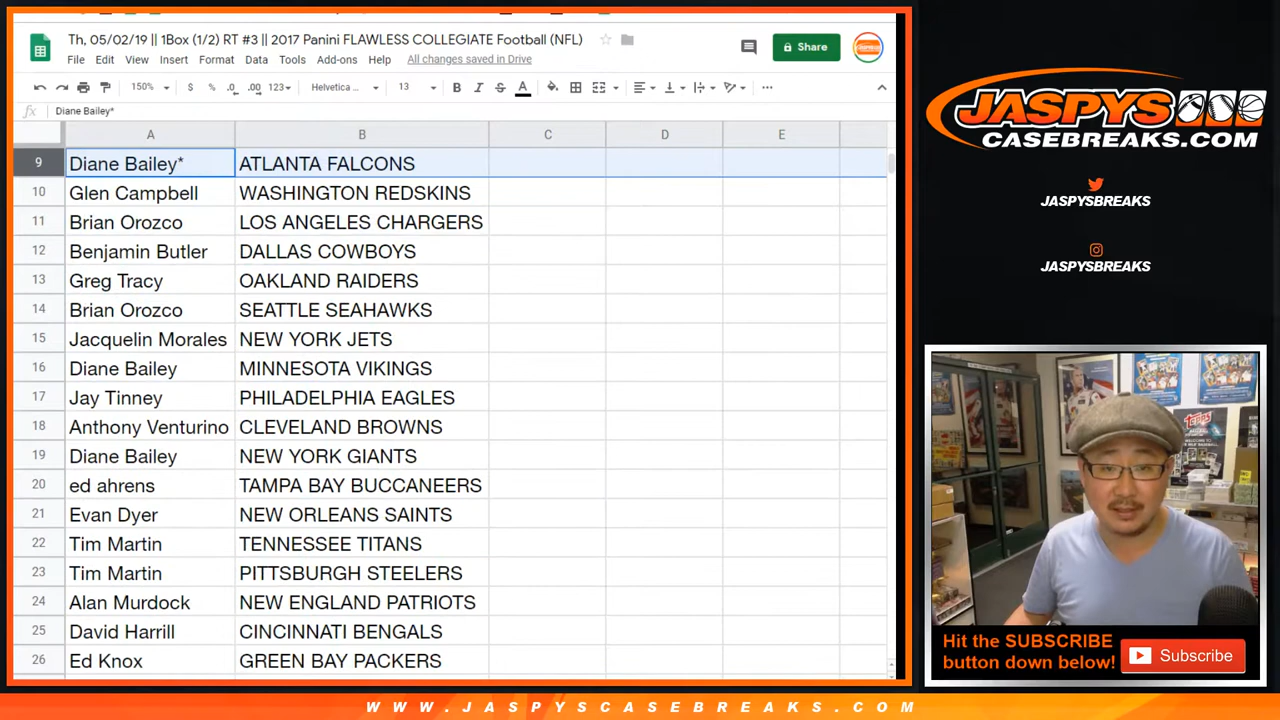 Th, 05/02/19 || 1Box (1/2) RT #3 || 2017 Panini FLAWLESS COLLEGIATE Football (NFL)
Share
File Edit View Insert Format Data Tools Add-ons Help All changes saved in Drive
150% $ % .0 .00 123 Helvetica ... 13 B I S A
fx Diane Bailey*
A B C D E
9 Diane Bailey* ATLANTA FALCONS
10 Glen Campbell WASHINGTON REDSKINS
11 Brian Orozco LOS ANGELES CHARGERS
12 Benjamin Butler DALLAS COWBOYS
13 Greg Tracy OAKLAND RAIDERS
14 Brian Orozco SEATTLE SEAHAWKS
15 Jacquelin Morales NEW YORK JETS
16 Diane Bailey MINNESOTA VIKINGS
17 Jay Tinney PHILADELPHIA EAGLES
18 Anthony Venturino CLEVELAND BROWNS
19 Diane Bailey NEW YORK GIANTS
20 ed ahrens TAMPA BAY BUCCANEERS
21 Evan Dyer NEW ORLEANS SAINTS
22 Tim Martin TENNESSEE TITANS
23 Tim Martin PITTSBURGH STEELERS
24 Alan Murdock NEW ENGLAND PATRIOTS
25 David Harrill CINCINNATI BENGALS
26 Ed Knox GREEN BAY PACKERS
JASPYS
CASEBREAKS.COM
JASPYSBREAKS
JASPYSBREAKS
topps
Hit the SUBSCRIBE
button down below!
Subscribe
WWW.JASPYSCASEBREAKS.COM